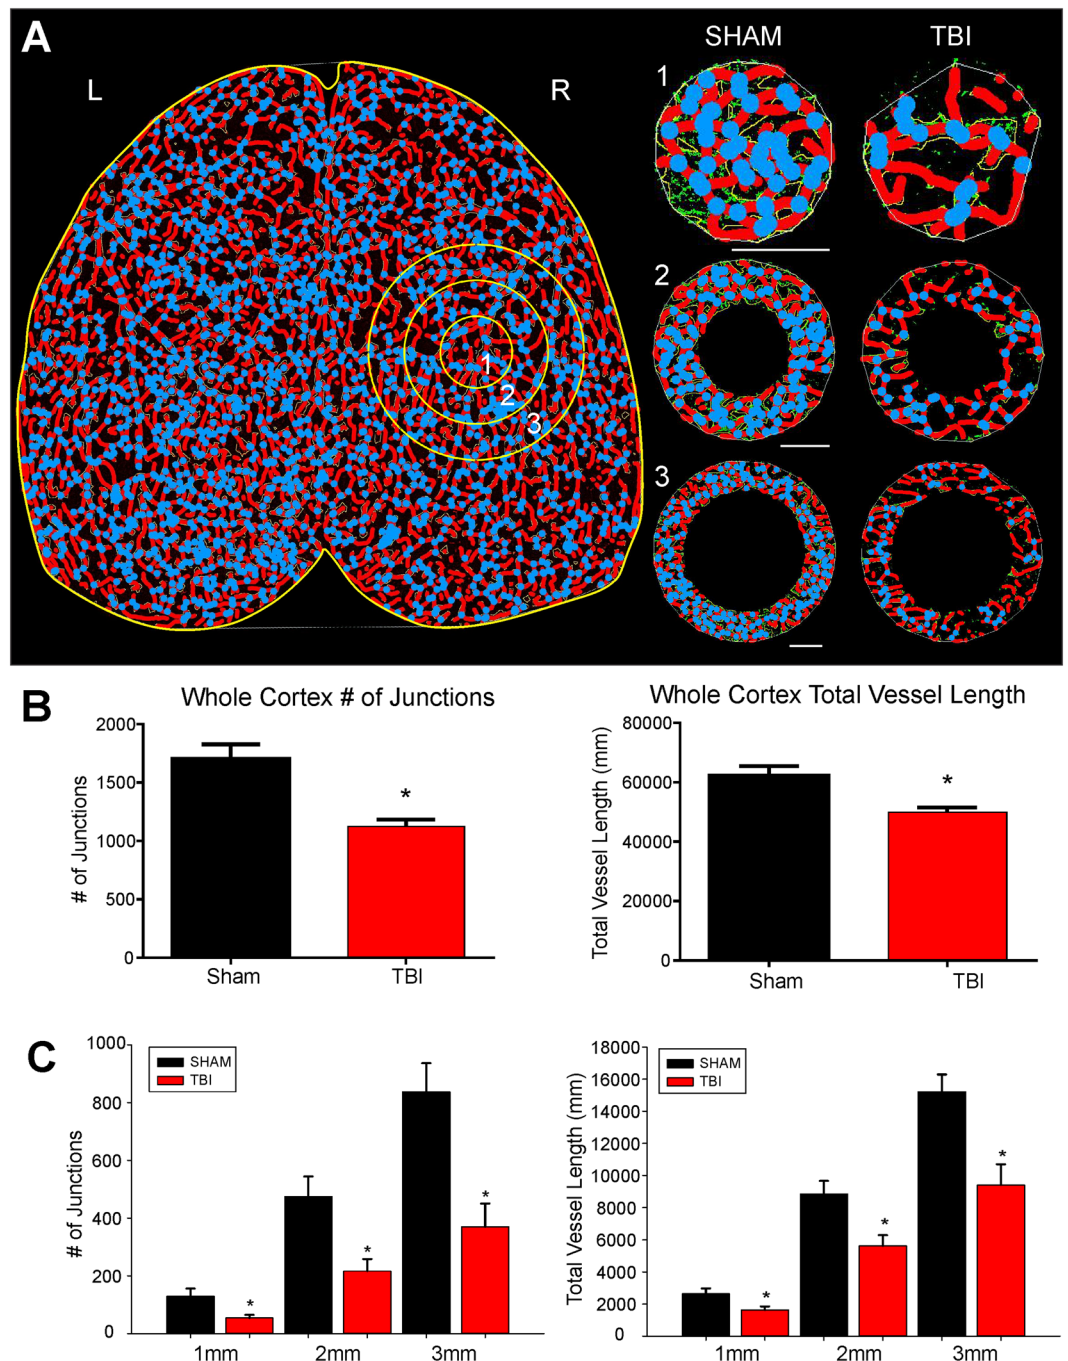 A
L
R
1
2
3
SHAM
TBI
1
2
3
B
Whole Cortex # of Junctions
# of Junctions
2000
1500
1000
500
0
*
Sham
TBI
Whole Cortex Total Vessel Length
Total Vessel Length (mm)
80000
60000
40000
20000
0
*
Sham
TBI
C
# of Junctions
1000
800
600
400
200
0
SHAM
TBI
*
*
*
1mm
2mm
3mm
Total Vessel Length (mm)
18000
16000
14000
12000
10000
8000
6000
4000
2000
0
SHAM
TBI
*
*
*
1mm
2mm
3mm